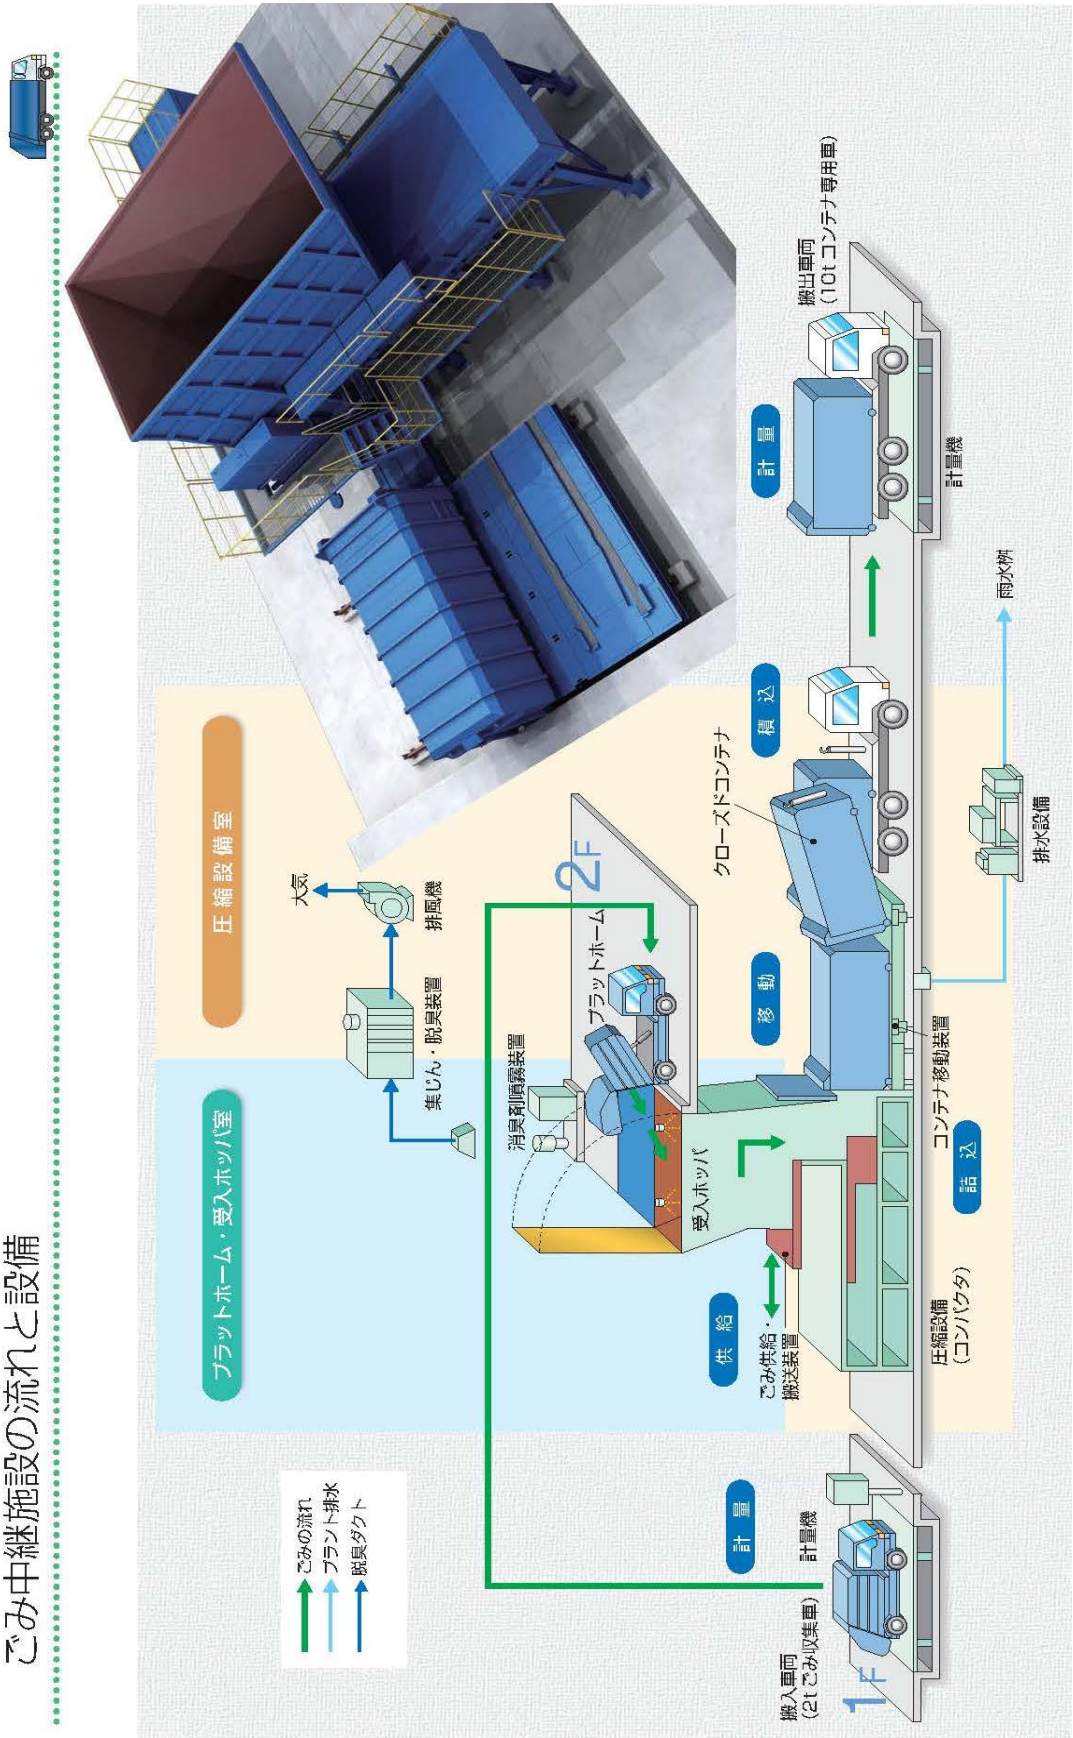 ごみ中継施設の流れと設備
ごみの流れ
プラント排水
脱臭ダクト
プラットホーム・受入ホッパ室
圧縮設備室
大気
排風機
集じん・脱臭装置
消臭剤噴霧装置
プラットホーム
2F
受入ホッパ
供給
ごみ供給・
搬送装置
計量
計量機
搬入車両
(2tごみ収集車)
1F
圧縮設備
(コンパクタ)
詰込
コンテナ移動装置
移動
クローズドコンテナ
積込
排水設備
雨水桝
計量
計量機
搬出車両
(10tコンテナ専用車)